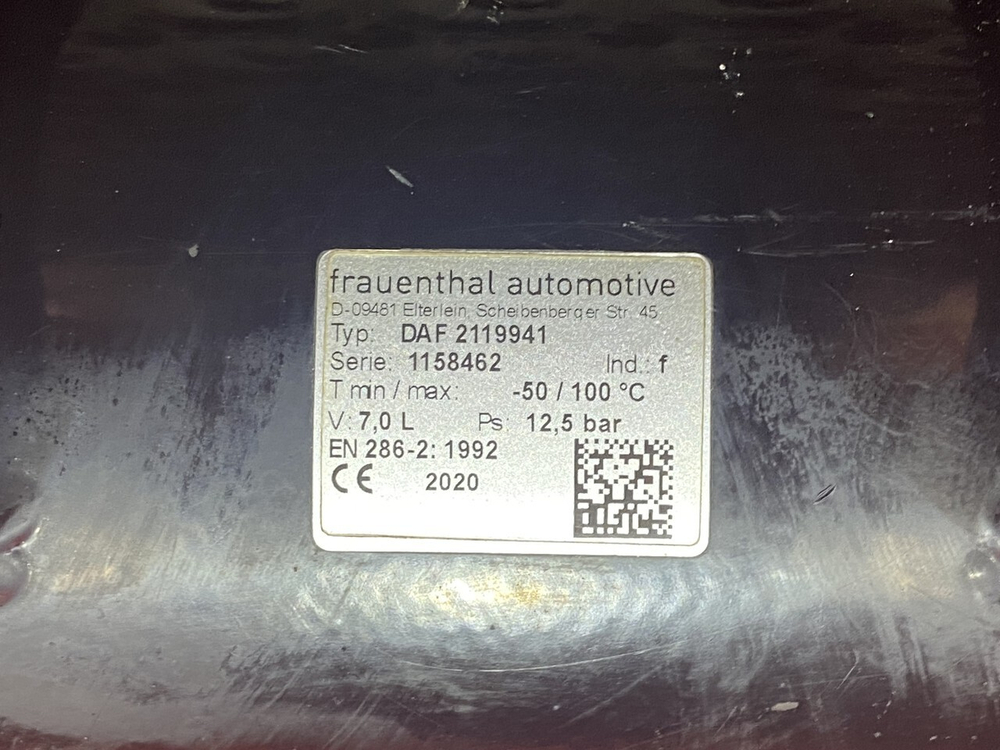 frauenthal automotive
D-09481 Elterlein, Scheibenberger Str. 45
Typ: DAF 2119941
Serie: 1158462 Ind.: f
T min / max: -50 / 100 °C
V: 7,0 L Ps: 12,5 bar
EN 286-2: 1992
CE 2020